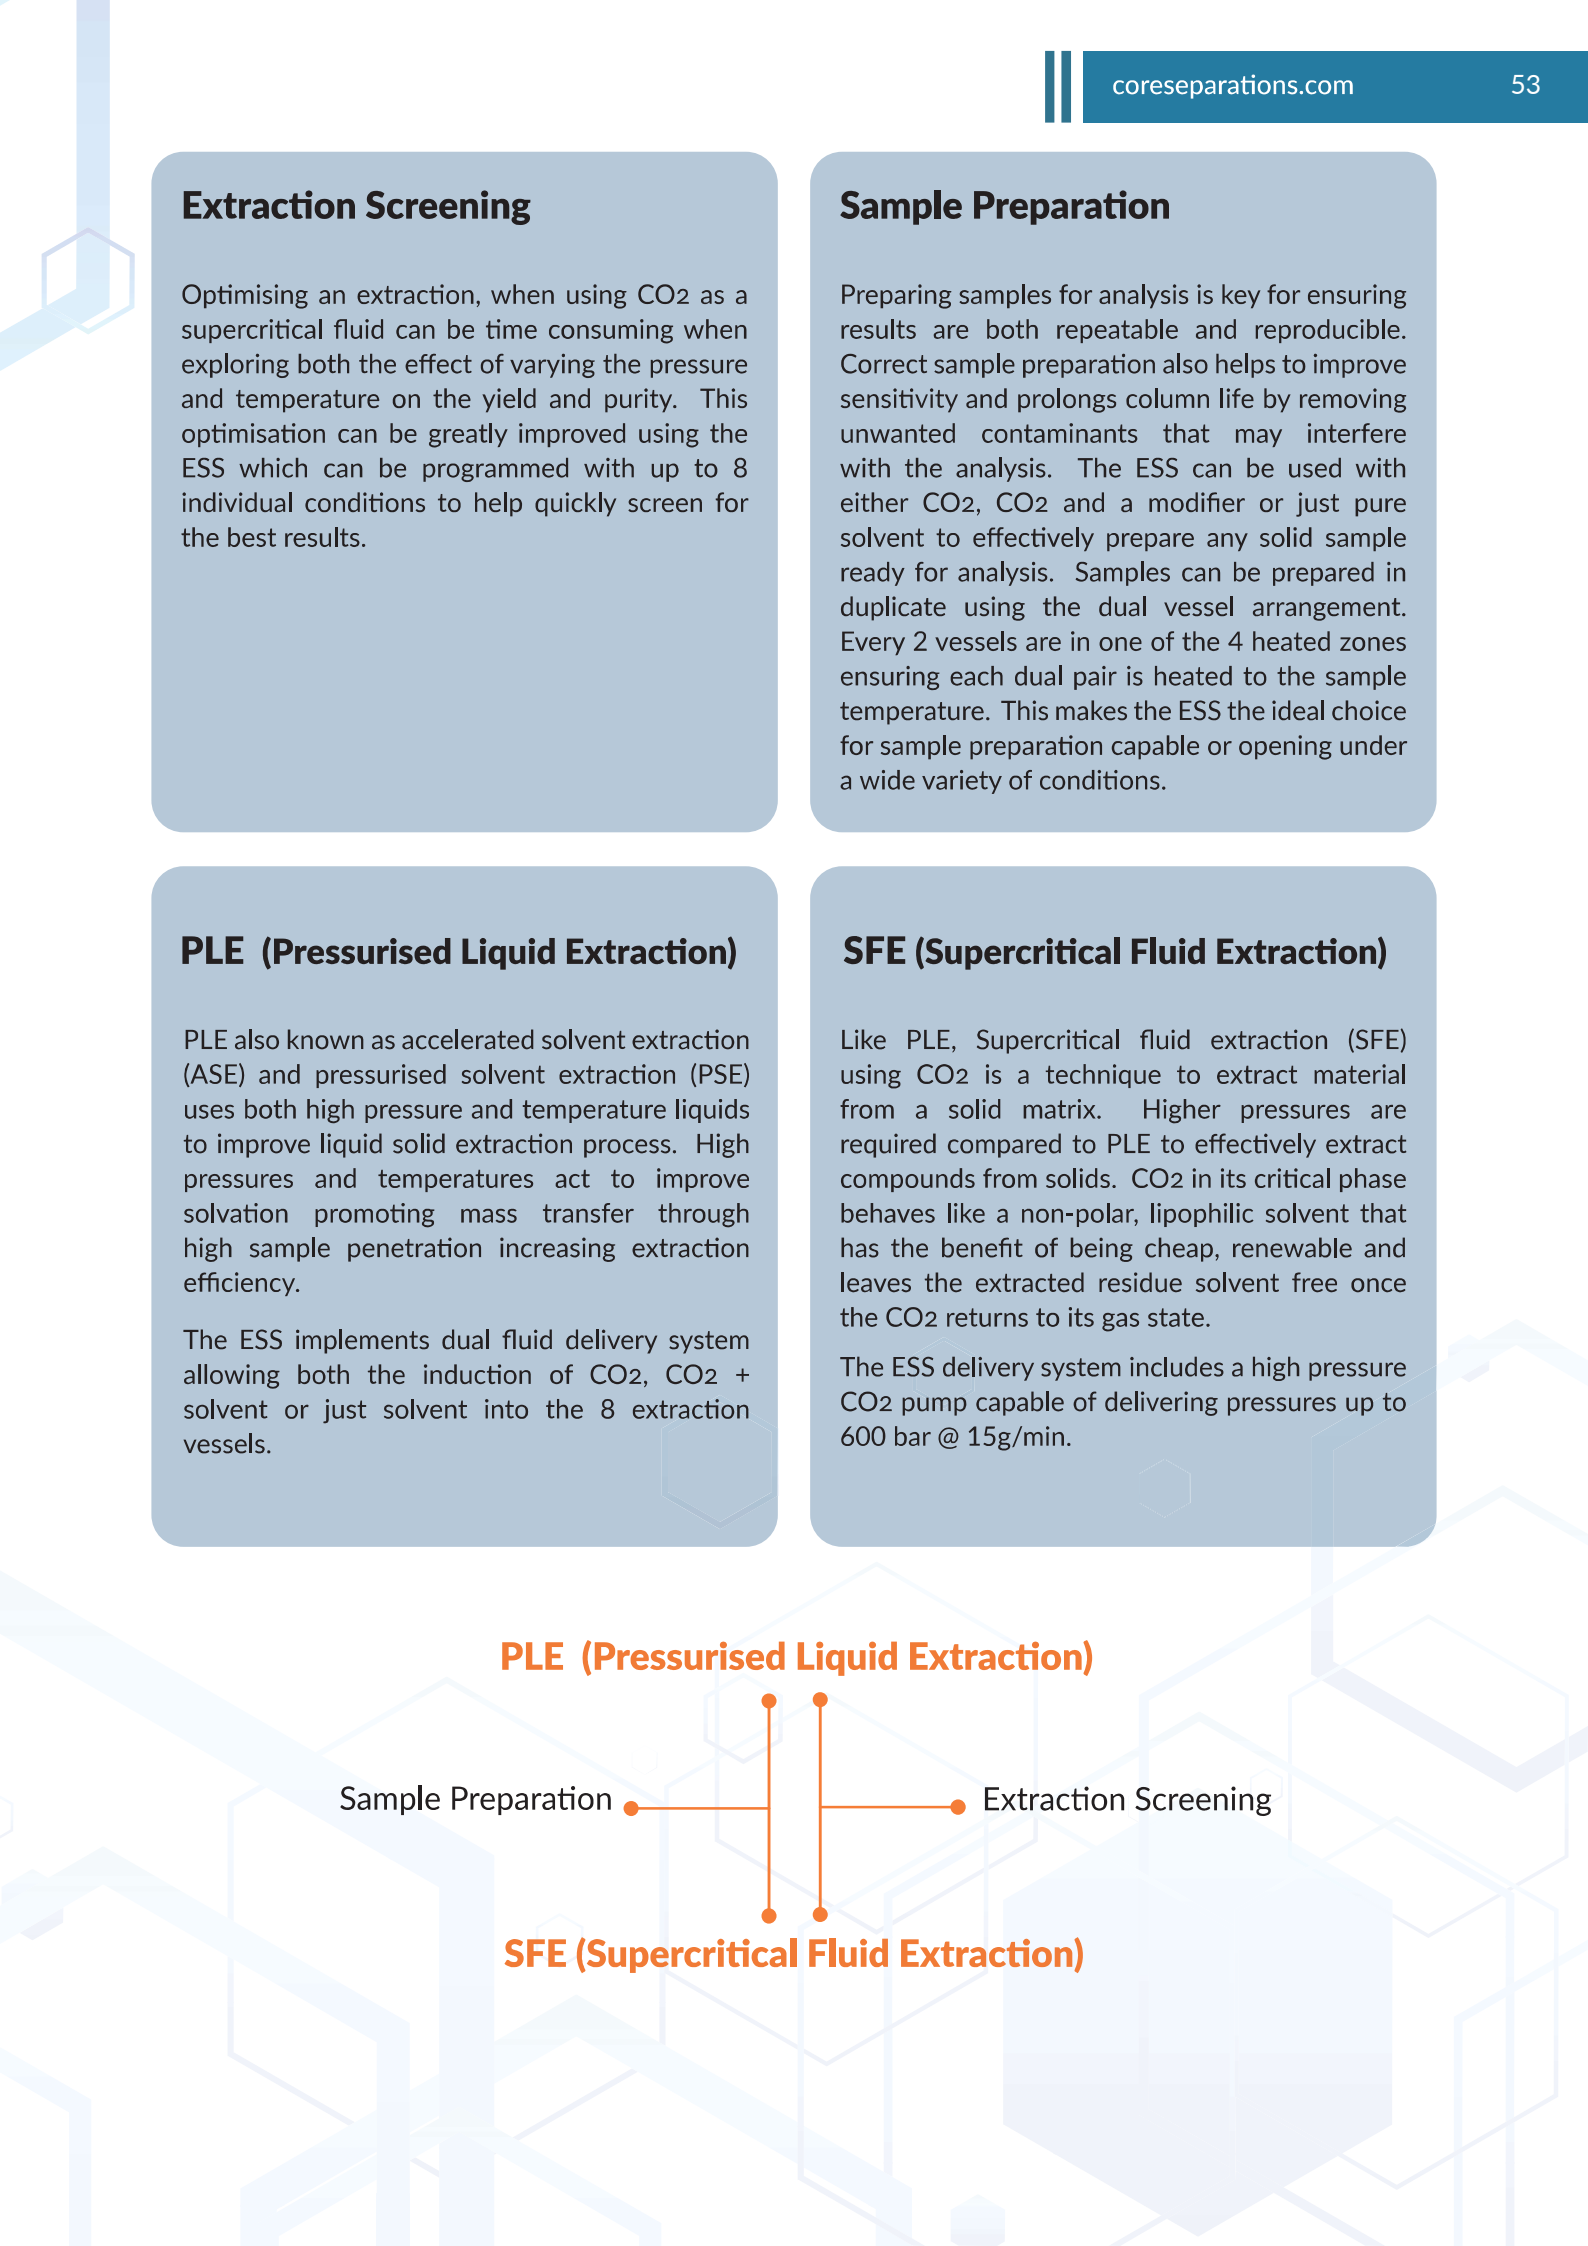 coreseparations.com 53
Extraction Screening
Optimising an extraction, when using CO2 as a
supercritical fluid can be time consuming when
exploring both the effect of varying the pressure
and temperature on the yield and purity. This
optimisation can be greatly improved using the
ESS which can be programmed with up to 8
individual conditions to help quickly screen for
the best results.
Sample Preparation
Preparing samples for analysis is key for ensuring
results are both repeatable and reproducible.
Correct sample preparation also helps to improve
sensitivity and prolongs column life by removing
unwanted contaminants that may interfere
with the analysis. The ESS can be used with
either CO2, CO2 and a modifier or just pure
solvent to effectively prepare any solid sample
ready for analysis. Samples can be prepared in
duplicate using the dual vessel arrangement.
Every 2 vessels are in one of the 4 heated zones
ensuring each dual pair is heated to the sample
temperature. This makes the ESS the ideal choice
for sample preparation capable or opening under
a wide variety of conditions.
PLE (Pressurised Liquid Extraction)
PLE also known as accelerated solvent extraction
(ASE) and pressurised solvent extraction (PSE)
uses both high pressure and temperature liquids
to improve liquid solid extraction process. High
pressures and temperatures act to improve
solvation promoting mass transfer through
high sample penetration increasing extraction
efficiency.
The ESS implements dual fluid delivery system
allowing both the induction of CO2, CO2 +
solvent or just solvent into the 8 extraction
vessels.
SFE (Supercritical Fluid Extraction)
Like PLE, Supercritical fluid extraction (SFE)
using CO2 is a technique to extract material
from a solid matrix. Higher pressures are
required compared to PLE to effectively extract
compounds from solids. CO2 in its critical phase
behaves like a non-polar, lipophilic solvent that
has the benefit of being cheap, renewable and
leaves the extracted residue solvent free once
the CO2 returns to its gas state.
The ESS delivery system includes a high pressure
CO2 pump capable of delivering pressures up to
600 bar @ 15g/min.
PLE (Pressurised Liquid Extraction)
Sample Preparation
Extraction Screening
SFE (Supercritical Fluid Extraction)